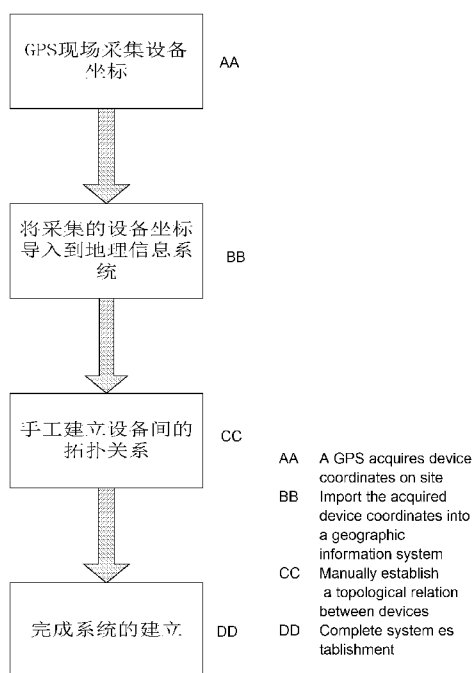 GPS现场采集设备
坐标
AA
将采集的设备坐标
导入到地理信息系
统
BB
手工建立设备间的
拓扑关系
CC
完成系统的建立
DD
AA A GPS acquires device
coordinates on site
BB Import the acquired
device coordinates into
a geographic
information system
CC Manually establish
a topological relation
between devices
DD Complete system es
tablishment